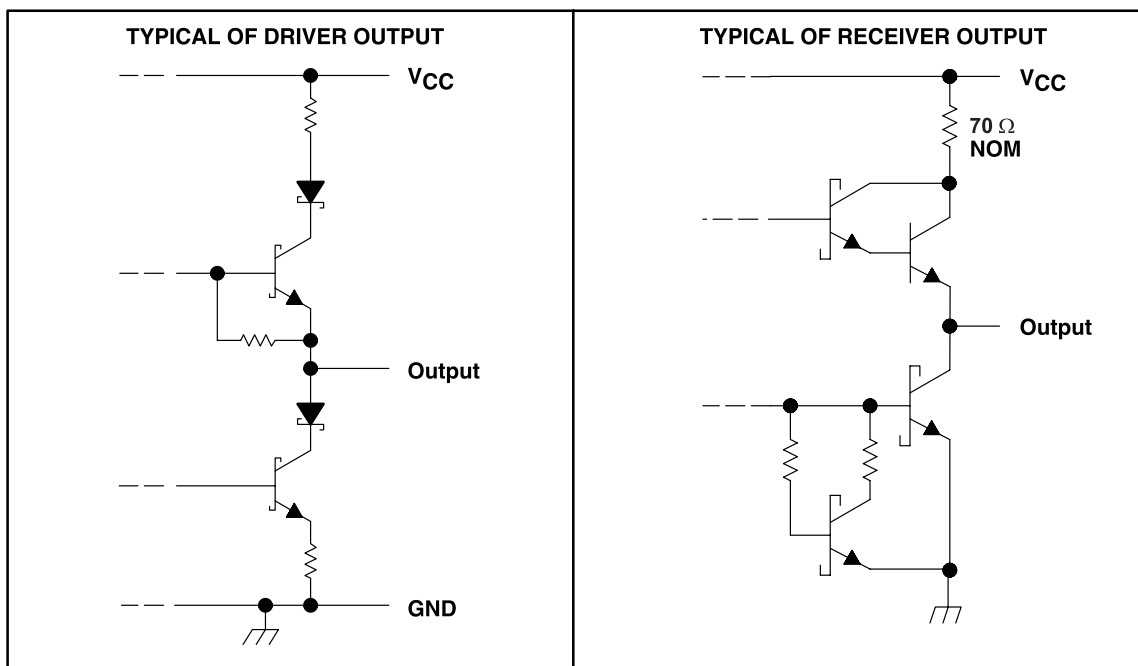 TYPICAL OF DRIVER OUTPUT
VCC
Output
GND
TYPICAL OF RECEIVER OUTPUT
VCC
70 Ω
NOM
Output